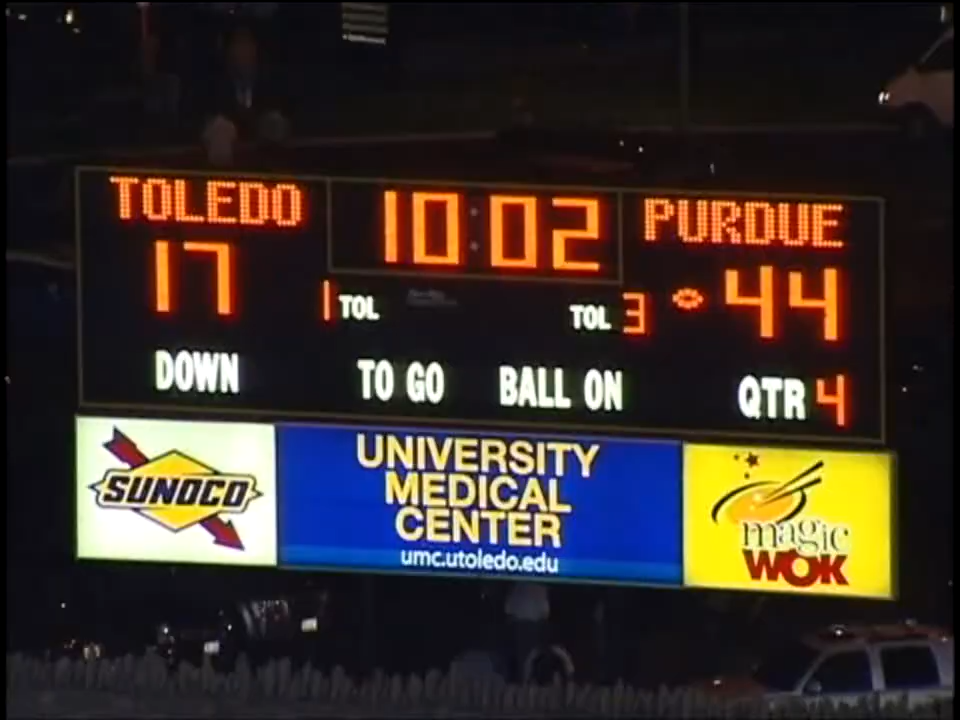 TOLEDO 10:02 PURDUE
17 1 TOL TOL 3 44
DOWN TO GO BALL ON QTR 4
SUNOCO
UNIVERSITY
MEDICAL
CENTER
umc.utoledo.edu
magic
WOK